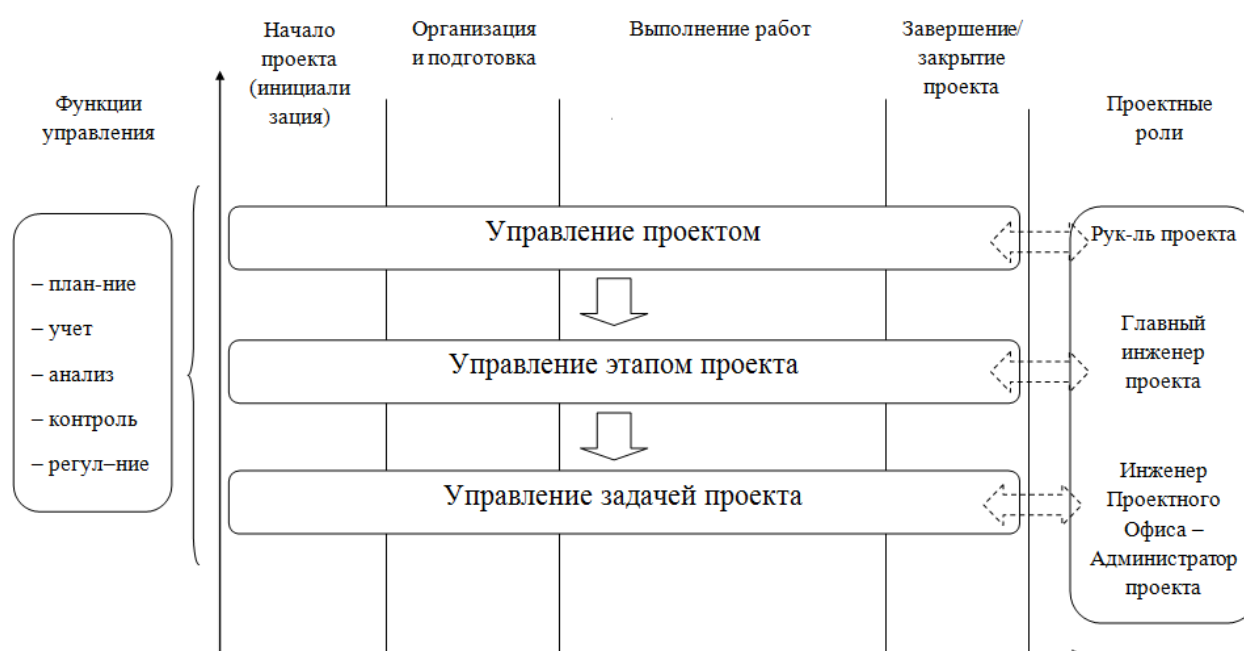 Начало
проекта
(инициали
зация)
Организация
и подготовка
Выполнение работ
Завершение/
закрытие
проекта
Функции
управления
Проектные
роли
– план-ние
– учет
– анализ
– контроль
– регул–ние
Управление проектом
Управление этапом проекта
Управление задачей проекта
Рук-ль проекта
Главный
инженер
проекта
Инженер
Проектного
Офиса –
Администратор
проекта